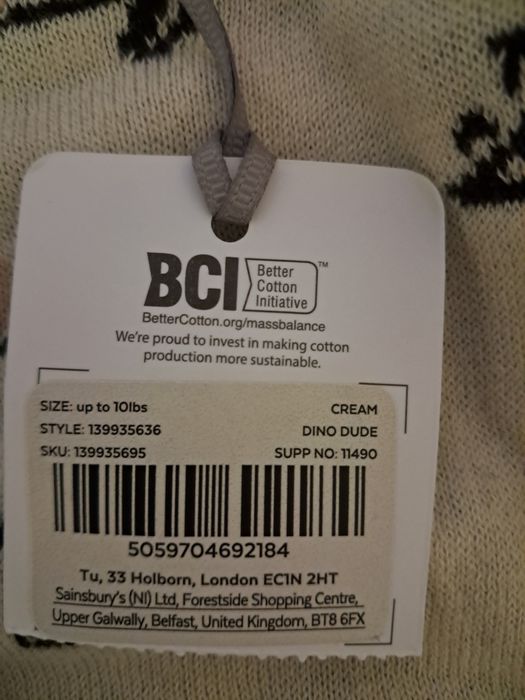 BCI Better Cotton Initiative™
BetterCotton.org/massbalance
We're proud to invest in making cotton
production more sustainable.
SIZE: up to 10lbs CREAM
STYLE: 139935636 DINO DUDE
SKU: 139935695 SUPP NO: 11490
5059704692184
Tu, 33 Holborn, London EC1N 2HT
Sainsbury's (NI) Ltd, Forestside Shopping Centre,
Upper Galwally, Belfast, United Kingdom, BT8 6FX